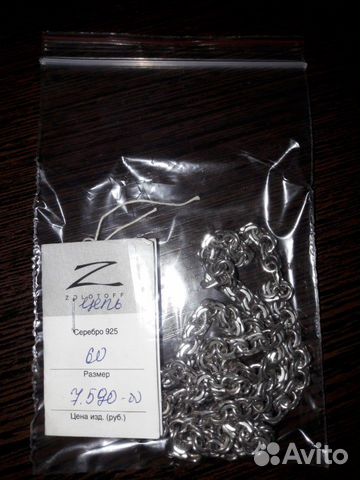 Z
ZOLOTOFF
цепь
Серебро 925
60
Размер
7.590-00
Цена изд. (руб.)
Avito